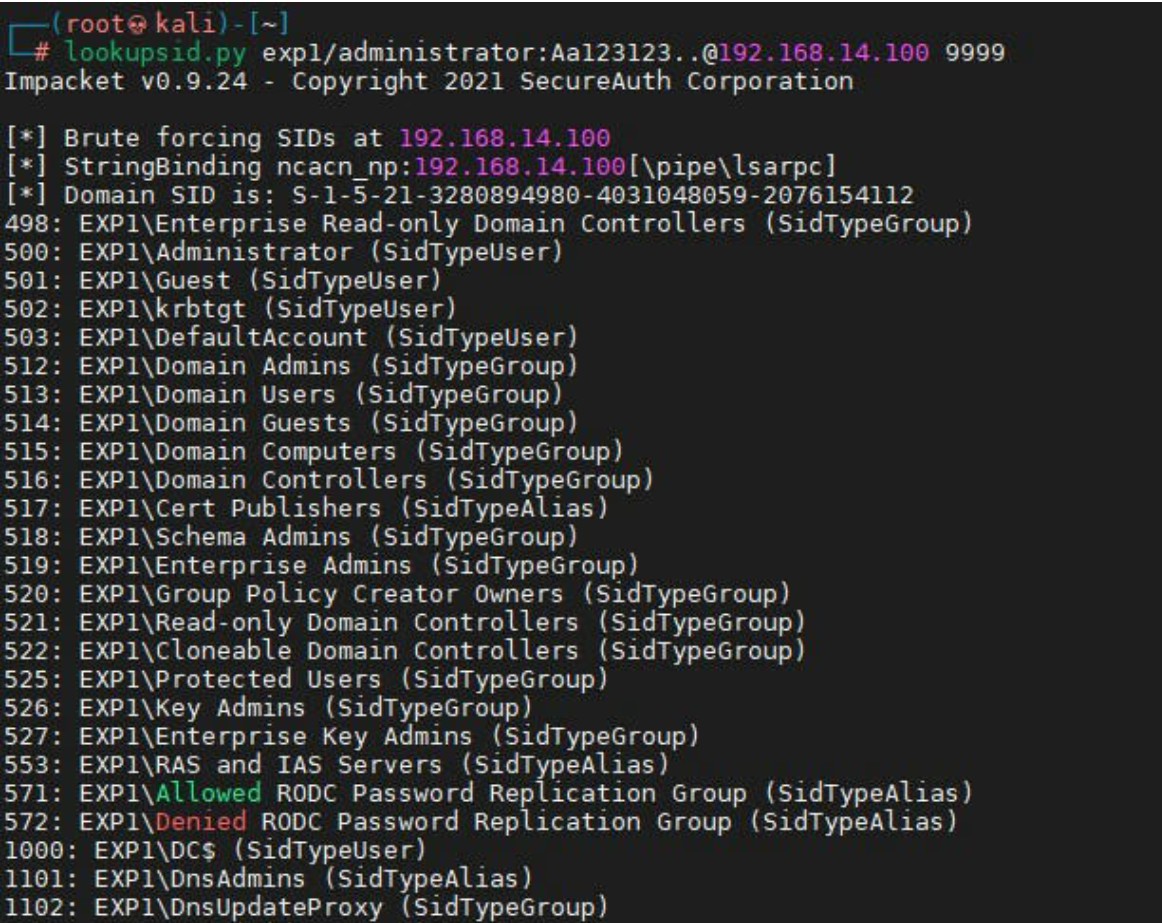 ┌──(root💀kali)-[~]
└─# lookupsid.py exp1/administrator:Aa123123..@192.168.14.100 9999
Impacket v0.9.24 - Copyright 2021 SecureAuth Corporation
[*] Brute forcing SIDs at 192.168.14.100
[*] StringBinding ncacn_np:192.168.14.100[\pipe\lsarpc]
[*] Domain SID is: S-1-5-21-3280894980-4031048059-2076154112
498: EXP1\Enterprise Read-only Domain Controllers (SidTypeGroup)
500: EXP1\Administrator (SidTypeUser)
501: EXP1\Guest (SidTypeUser)
502: EXP1\krbtgt (SidTypeUser)
503: EXP1\DefaultAccount (SidTypeUser)
512: EXP1\Domain Admins (SidTypeGroup)
513: EXP1\Domain Users (SidTypeGroup)
514: EXP1\Domain Guests (SidTypeGroup)
515: EXP1\Domain Computers (SidTypeGroup)
516: EXP1\Domain Controllers (SidTypeGroup)
517: EXP1\Cert Publishers (SidTypeAlias)
518: EXP1\Schema Admins (SidTypeGroup)
519: EXP1\Enterprise Admins (SidTypeGroup)
520: EXP1\Group Policy Creator Owners (SidTypeGroup)
521: EXP1\Read-only Domain Controllers (SidTypeGroup)
522: EXP1\Cloneable Domain Controllers (SidTypeGroup)
525: EXP1\Protected Users (SidTypeGroup)
526: EXP1\Key Admins (SidTypeGroup)
527: EXP1\Enterprise Key Admins (SidTypeGroup)
553: EXP1\RAS and IAS Servers (SidTypeAlias)
571: EXP1\Allowed RODC Password Replication Group (SidTypeAlias)
572: EXP1\Denied RODC Password Replication Group (SidTypeAlias)
1000: EXP1\DC$ (SidTypeUser)
1101: EXP1\DnsAdmins (SidTypeAlias)
1102: EXP1\DnsUpdateProxy (SidTypeGroup)